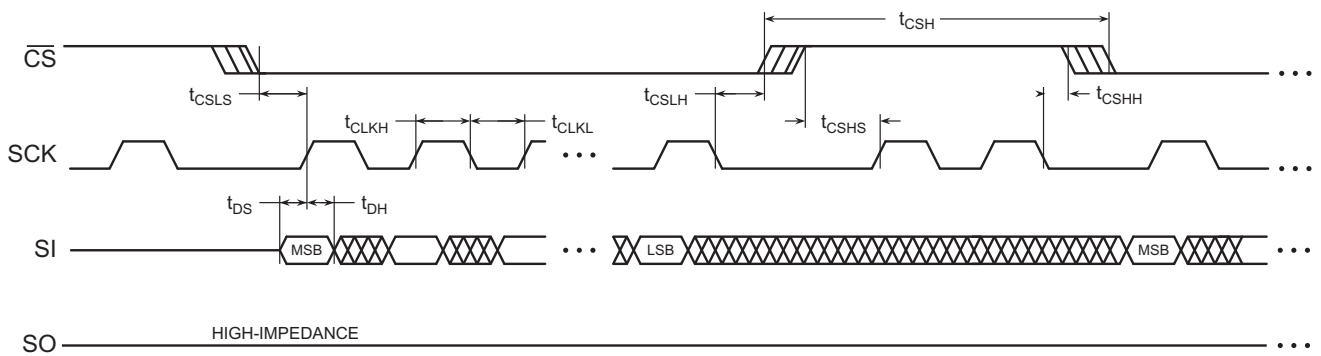 tCSH
CS
tCSLS
tCSLH
tCSHH
tCLKH
tCLKL
tCSHS
SCK
tDS
tDH
SI
MSB
LSB
MSB
HIGH-IMPEDANCE
SO